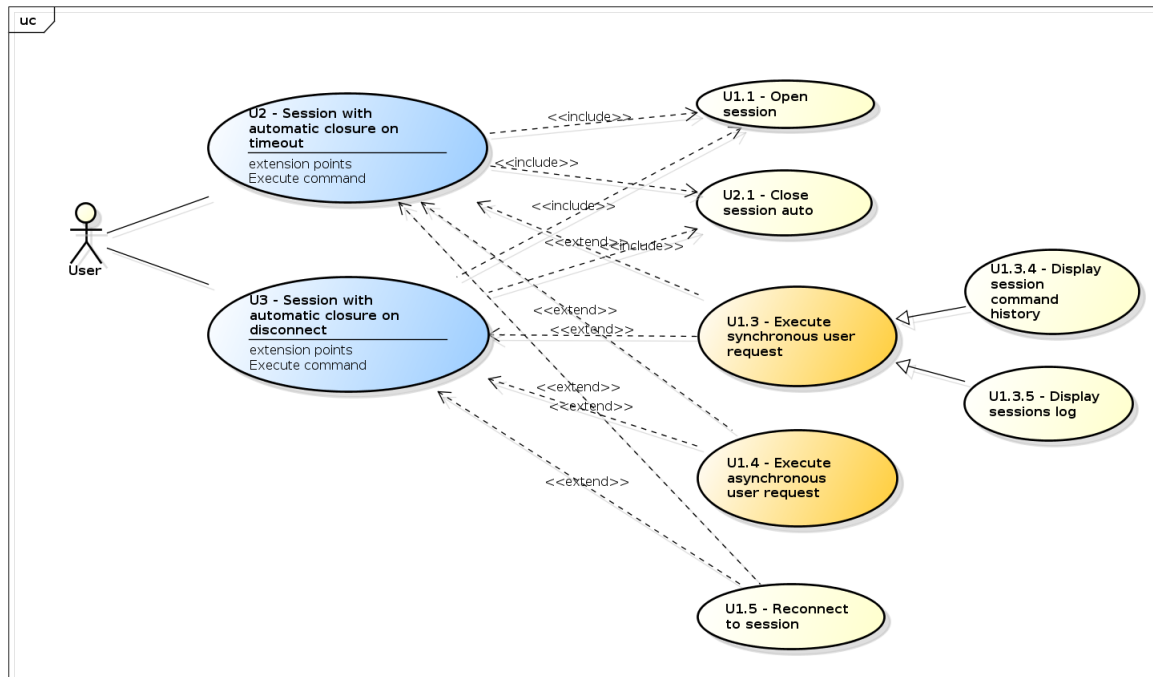 uc
U2 - Session with
automatic closure on
timeout
extension points
Execute command
User
U3 - Session with
automatic closure on
disconnect
extension points
Execute command
<<include>>
<<include>>
<<include>>
<<extend>>
<<include>>
<<extend>>
<<extend>>
<<extend>>
<<extend>>
<<extend>>
U1.1 - Open
session
U2.1 - Close
session auto
U1.3 - Execute
synchronous user
request
U1.4 - Execute
asynchronous
user request
U1.5 - Reconnect
to session
U1.3.4 - Display
session
command
history
U1.3.5 - Display
sessions log